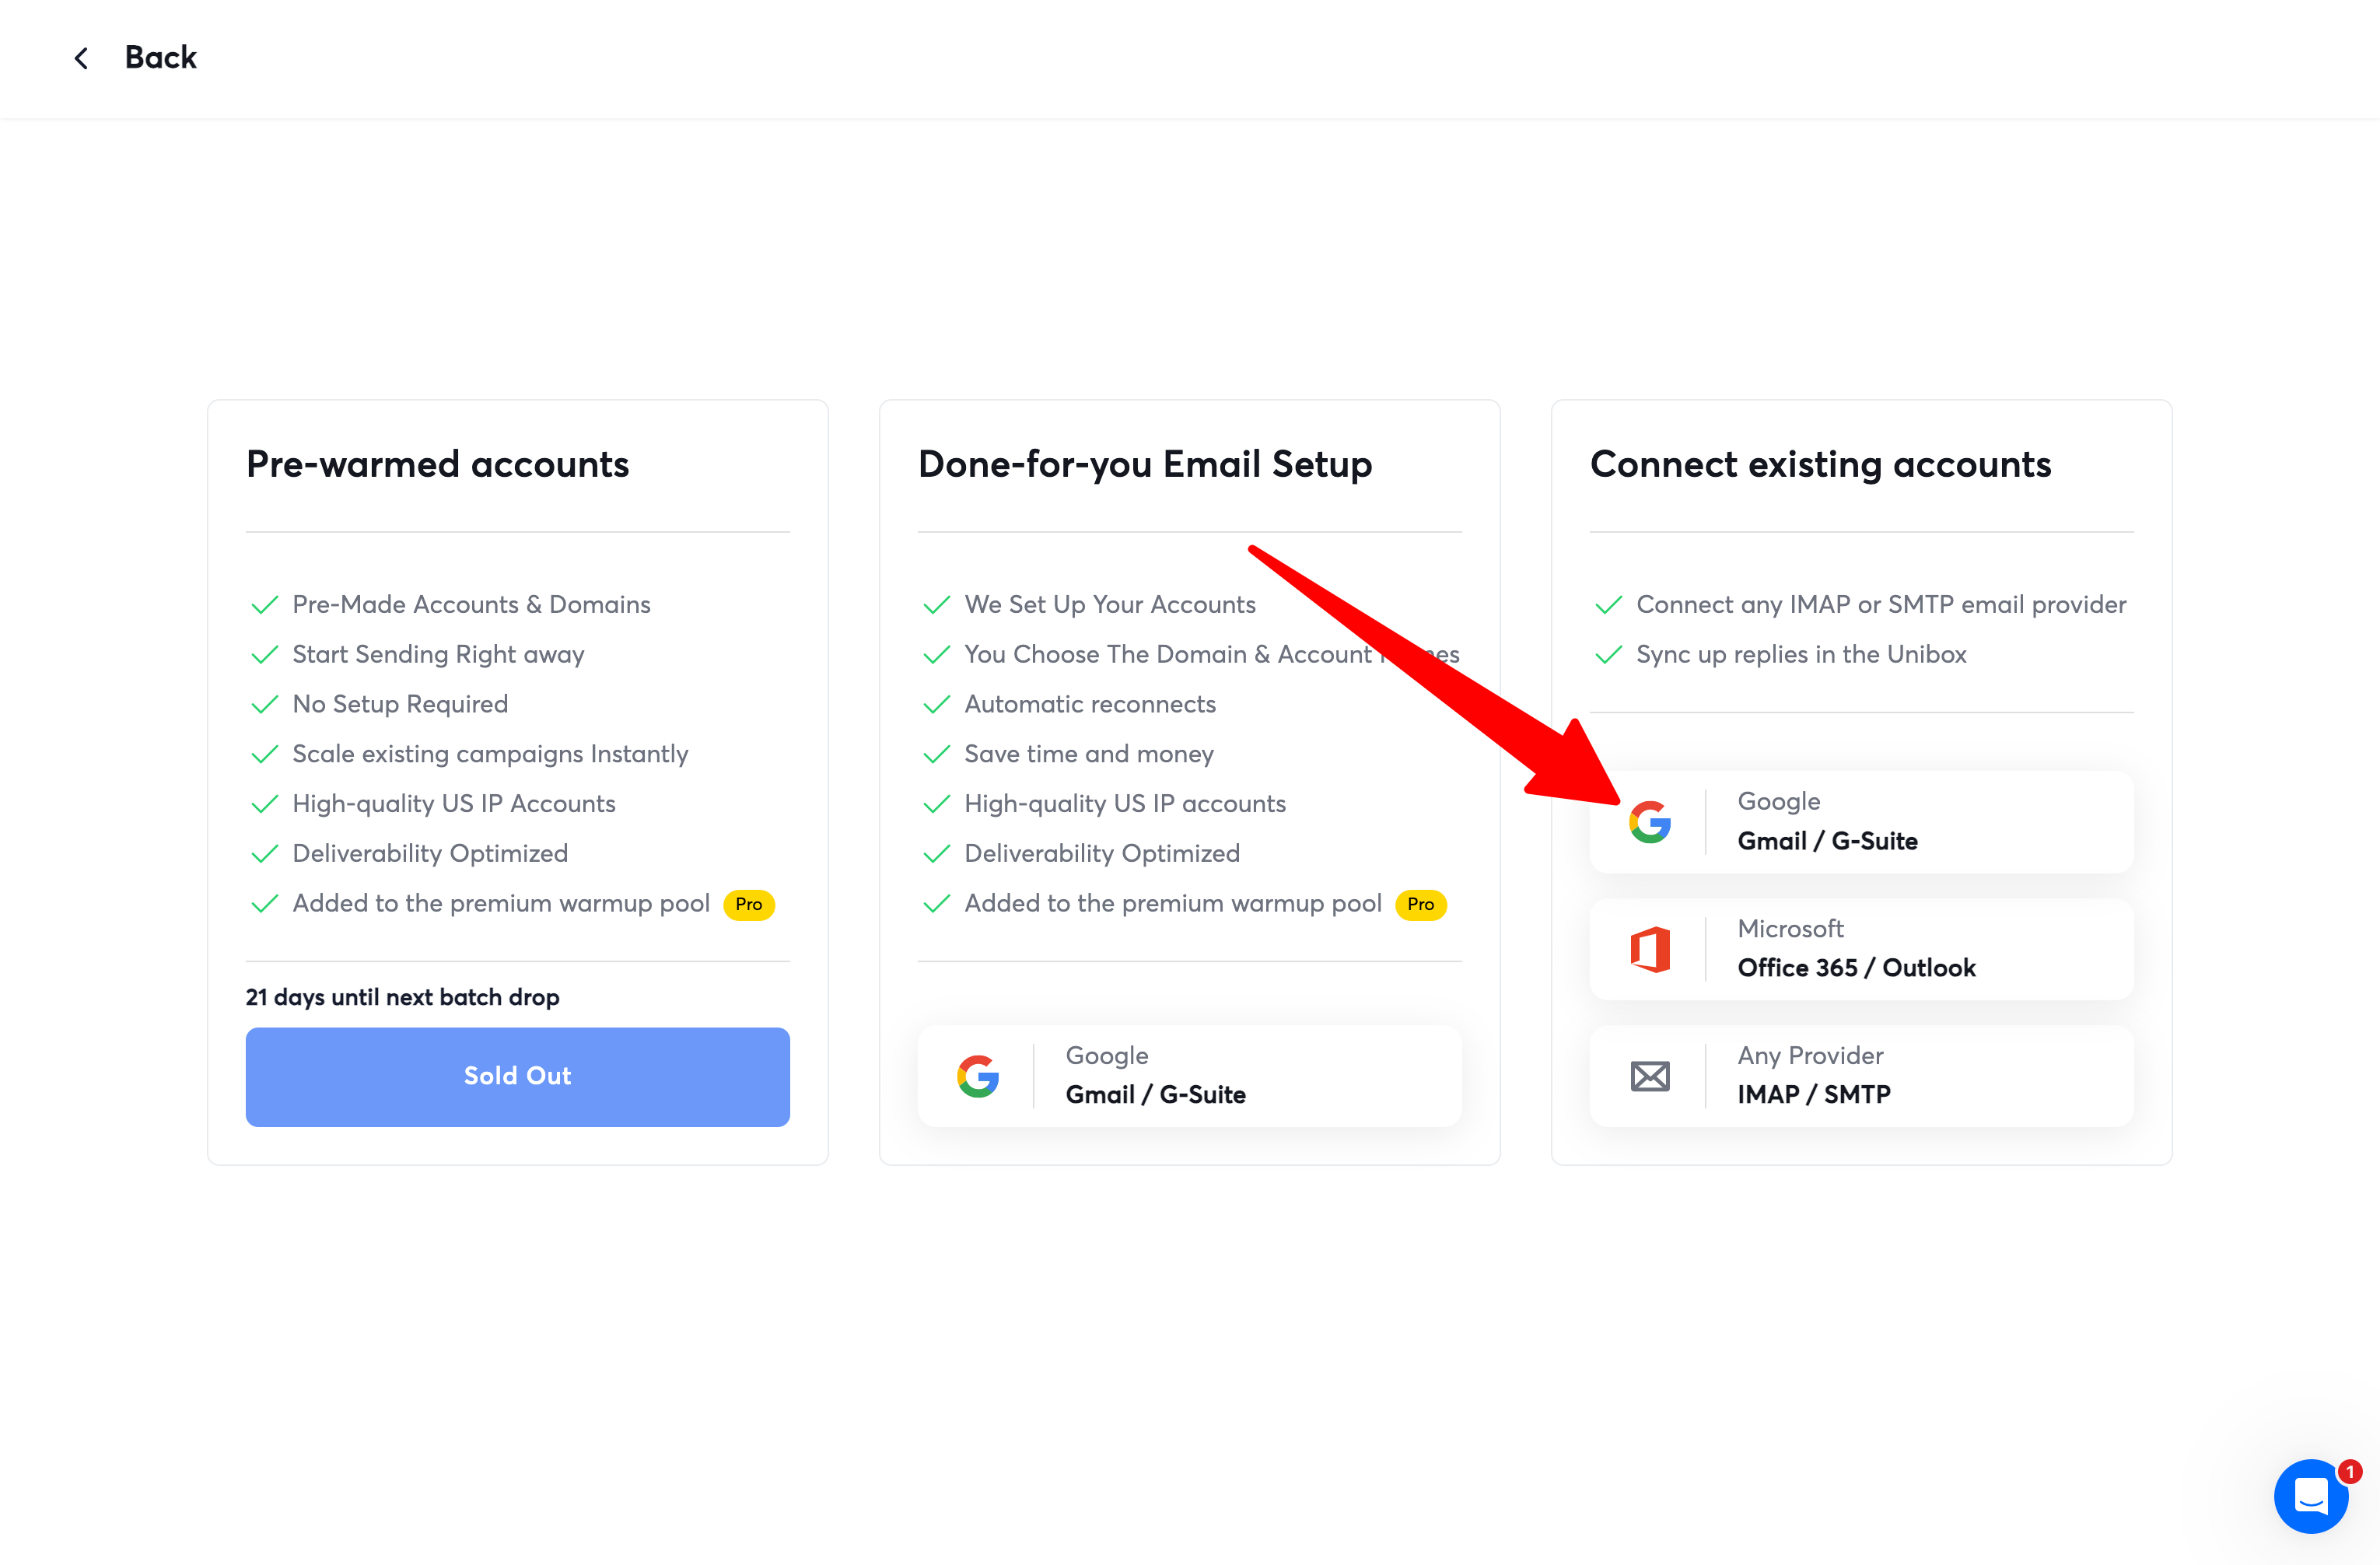 Back
Pre-warmed accounts
Pre-Made Accounts & Domains
Start Sending Right away
No Setup Required
Scale existing campaigns Instantly
High-quality US IP Accounts
Deliverability Optimized
Added to the premium warmup pool Pro
21 days until next batch drop
Sold Out
Done-for-you Email Setup
We Set Up Your Accounts
You Choose The Domain & Account
Automatic reconnects
Save time and money
High-quality US IP accounts
Deliverability Optimized
Added to the premium warmup pool Pro
Google
Gmail / G-Suite
Connect existing accounts
Connect any IMAP or SMTP email provider
Sync up replies in the Unibox
Google
Gmail / G-Suite
Microsoft
Office 365 / Outlook
Any Provider
IMAP / SMTP
1